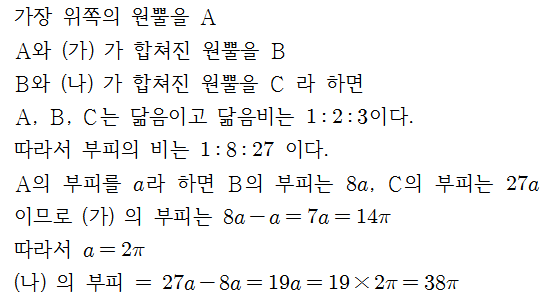 가장 위쪽의 원뿔을 A
A와 (가) 가 합쳐진 원뿔을 B
B와 (나) 가 합쳐진 원뿔을 C 라 하면
A, B, C는 닮음이고 닮음비는 1 : 2 : 3이다.
따라서 부피의 비는 1 : 8 : 27 이다.
A의 부피를 a라 하면 B의 부피는 8a, C의 부피는 27a
이므로 (가) 의 부피는 8a－a＝7a＝14π
따라서 a＝2π
(나) 의 부피 ＝ 27a－8a＝19a＝19×2π＝38π